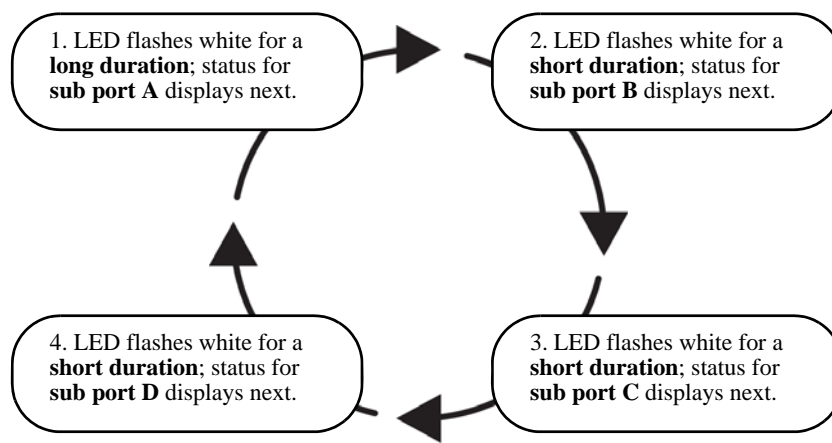 1. LED flashes white for a
long duration; status for
sub port A displays next.
2. LED flashes white for a
short duration; status for
sub port B displays next.
3. LED flashes white for a
short duration; status for
sub port C displays next.
4. LED flashes white for a
short duration; status for
sub port D displays next.